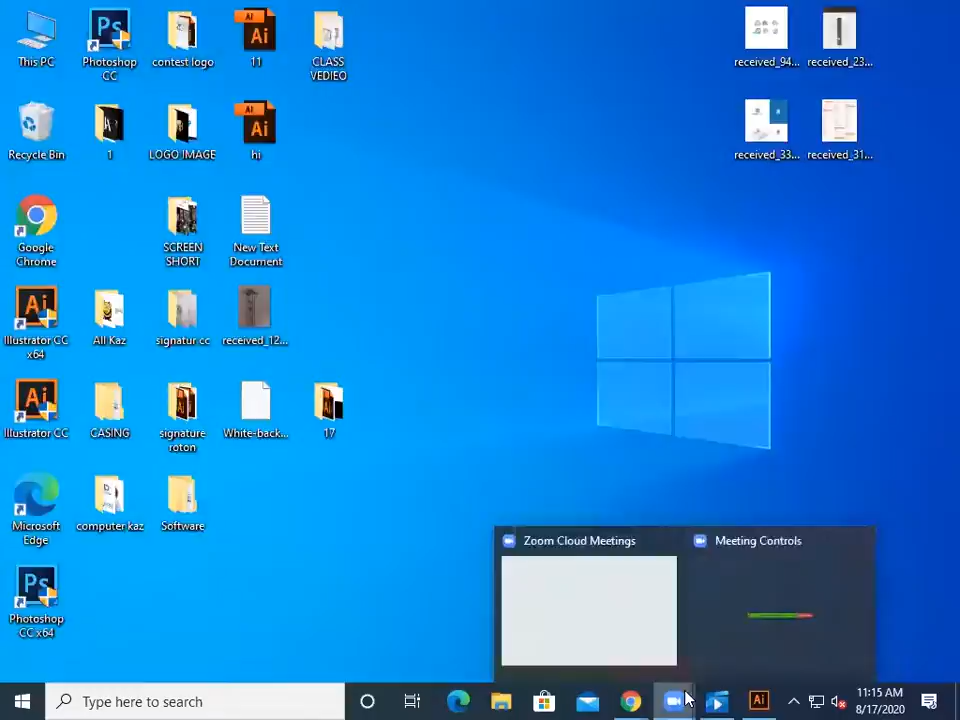 This PC
Photoshop
CC
contest logo
11
CLASS
VEDIEO
received_94...
received_23...
Recycle Bin
1
LOGO IMAGE
hi
received_33...
received_31...
Google
Chrome
SCREEN
SHORT
New Text
Document
Illustrator CC
x64
All Kaz
signatur cc
received_12...
Illustrator CC
CASING
signature
roton
White-back...
17
Microsoft
Edge
computer kaz
Software
Photoshop
CC x64
Zoom Cloud Meetings
Meeting Controls
Type here to search
11:15 AM
8/17/2020